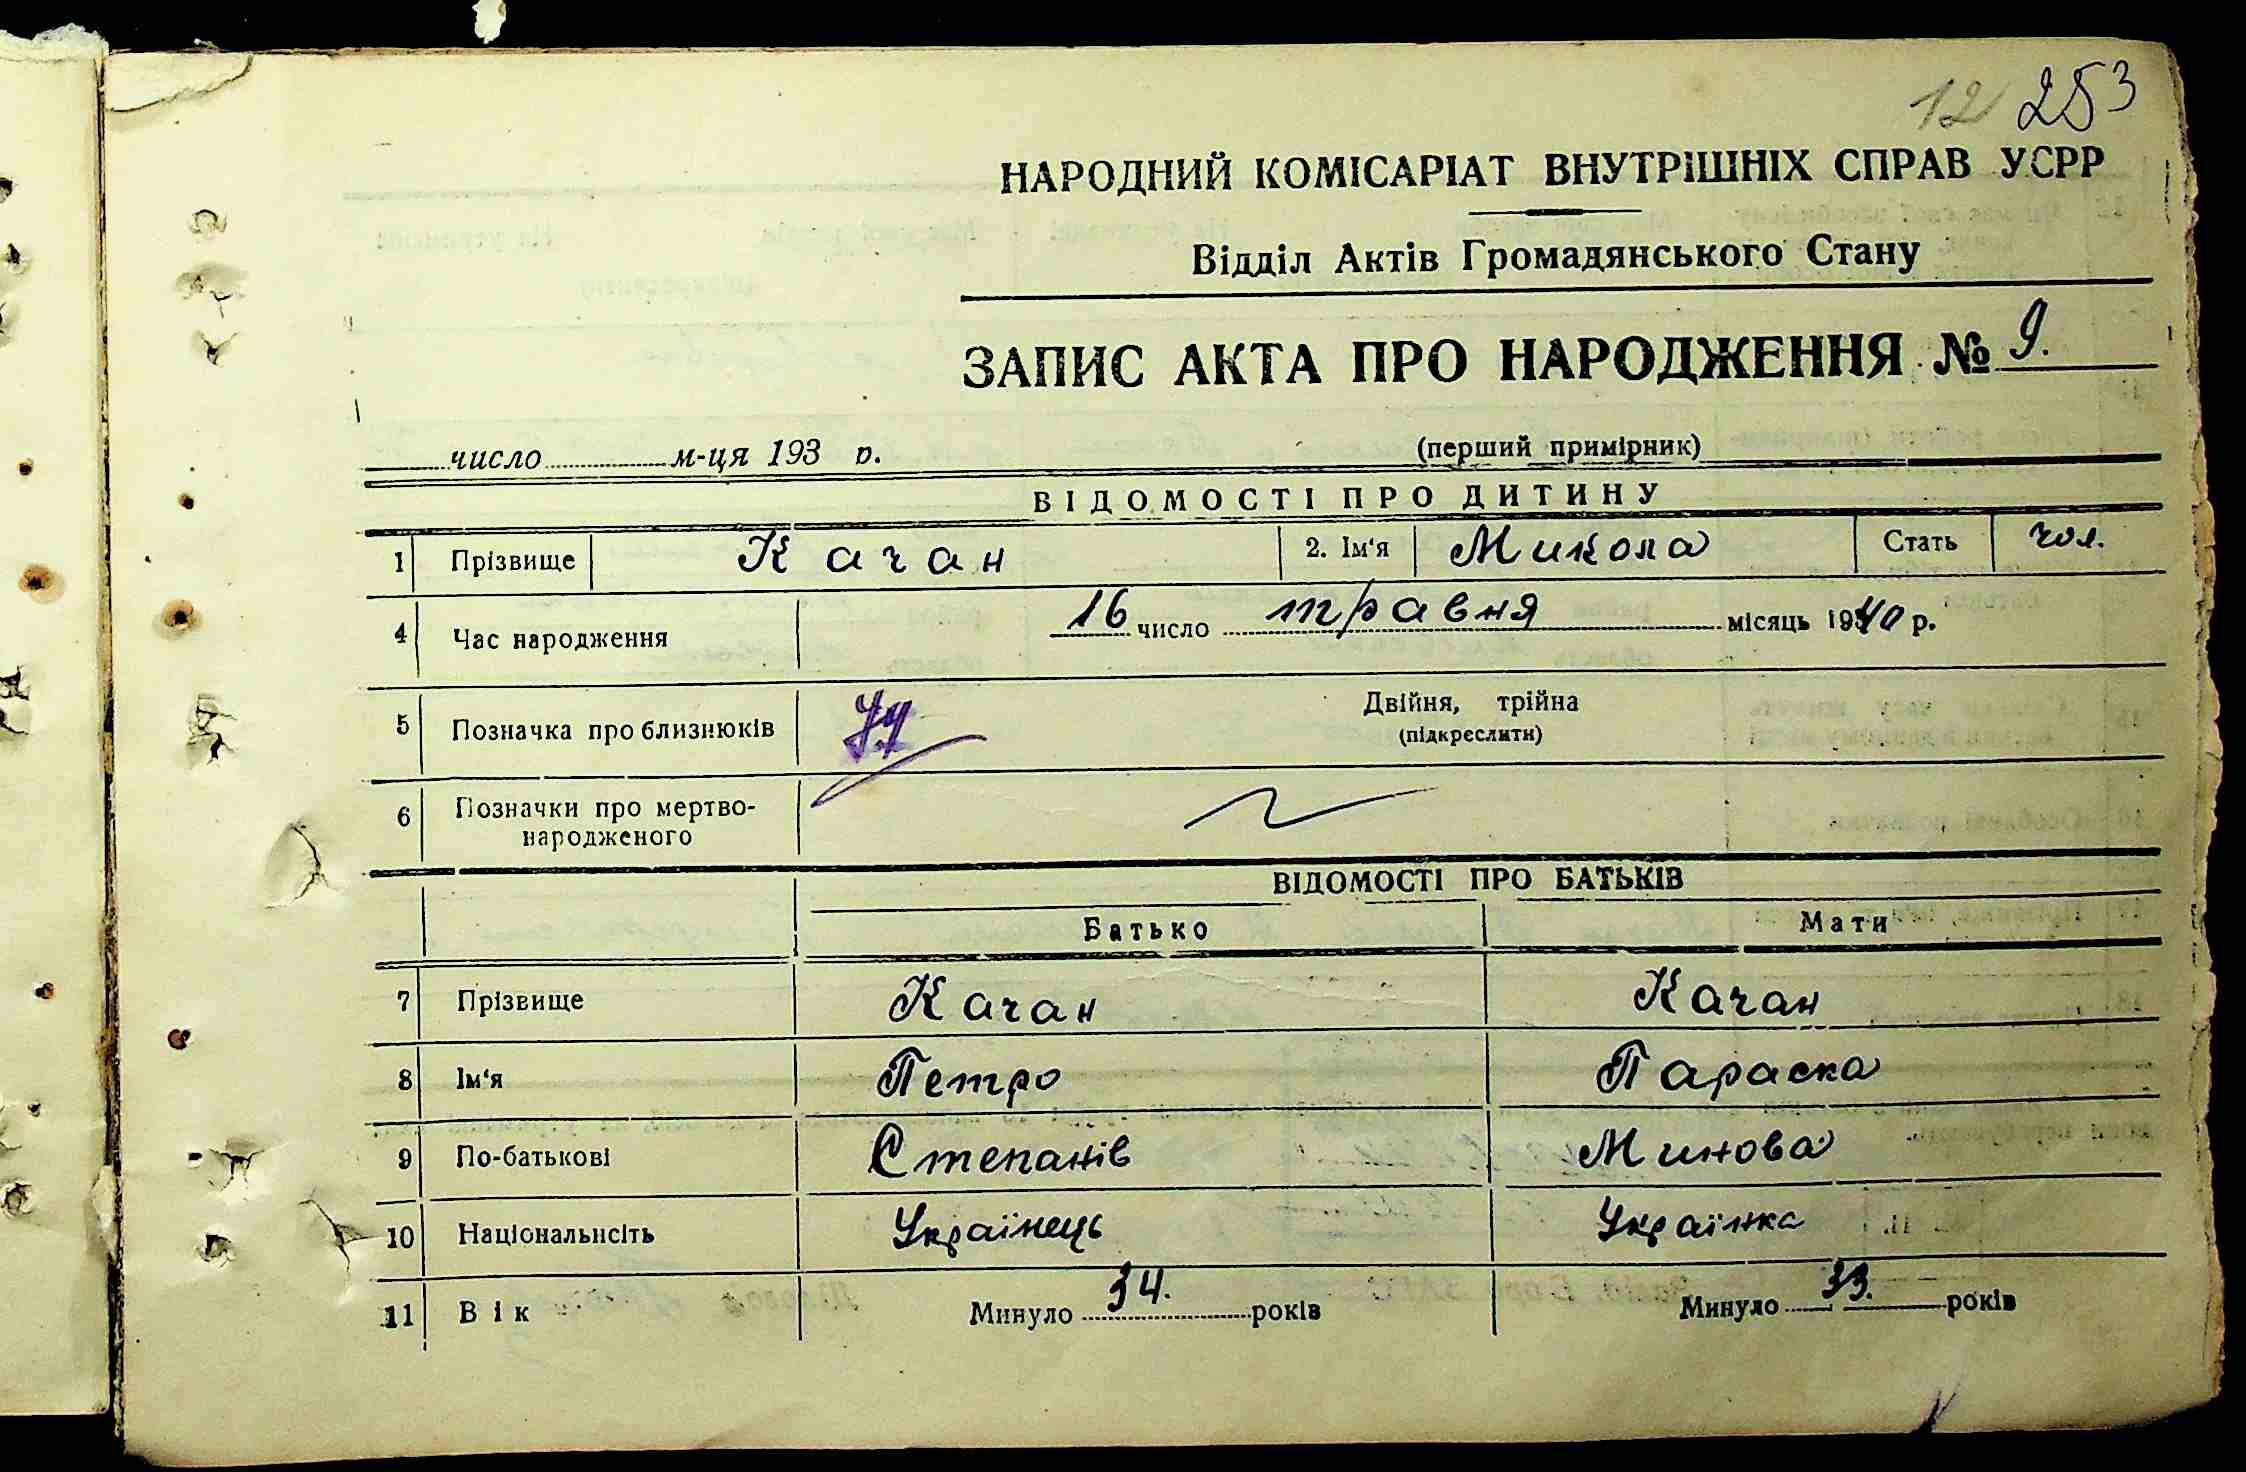 12 253
НАРОДНИЙ КОМІСАРІАТ ВНУТРІШНІХ СПРАВ УСРР
Відділ Актів Громадянського Стану
ЗАПИС АКТА ПРО НАРОДЖЕННЯ № 9.
число м-ця 193 р. (перший примірник)
ВІДОМОСТІ ПРО ДИТИНУ
1 Прізвище Качан 2. Ім'я Микола Стать чол.
4 Час народження 16 число травня місяць 1940 р.
5 Позначка про близнюків Двійня, трійна
(підкреслити)
6 Позначки про мертво-
народженого
ВІДОМОСТІ ПРО БАТЬКІВ
Батько Мати
7 Прізвище Качан Качан
8 Ім'я Петро Параска
9 По-батькові Степанів Минова
10 Національнсіть Українець Українка
11 Вік Минуло 34. років Минуло 33. років